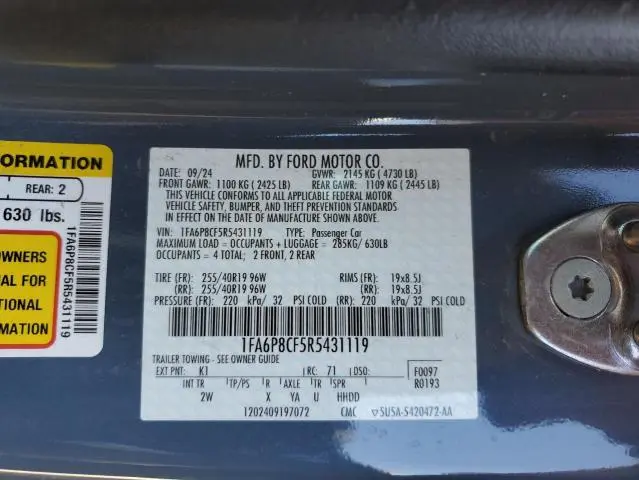 FORMATION
REAR: 2
630 lbs.
OWNERS
UAL FOR
TIONAL
MATION
1FA6P8CF5R5431119
MFD. BY FORD MOTOR CO.
DATE: 09/24 GVWR: 2145 KG ( 4730 LB)
FRONT GAWR: 1100 KG ( 2425 LB) REAR GAWR: 1109 KG ( 2445 LB)
THIS VEHICLE CONFORMS TO ALL APPLICABLE FEDERAL MOTOR
VEHICLE SAFETY, BUMPER, AND THEFT PREVENTION STANDARDS
IN EFFECT ON THE DATE OF MANUFACTURE SHOWN ABOVE.
VIN: 1FA6P8CF5R5431119 TYPE: Passenger Car
MAXIMUM LOAD = OCCUPANTS + LUGGAGE = 285KG/ 630LB
OCCUPANTS = 4 TOTAL; 2 FRONT, 2 REAR
TIRE (FR): 255/40R19 96W RIMS (FR): 19x8.5J
(RR): 255/40R19 96W (RR): 19x8.5J
PRESSURE (FR): 220 kPa/ 32 PSI COLD (RR): 220 kPa/ 32 PSI COLD
1FA6P8CF5R5431119
TRAILER TOWING - SEE OWNER GUIDE
EXT PNT: K1 RC: 71 DSO: F0097
INT TR TP/PS R AXLE TR SPR R0193
2W X YA U HHDD
1202409197072 CMC SU5A-5420472-AA